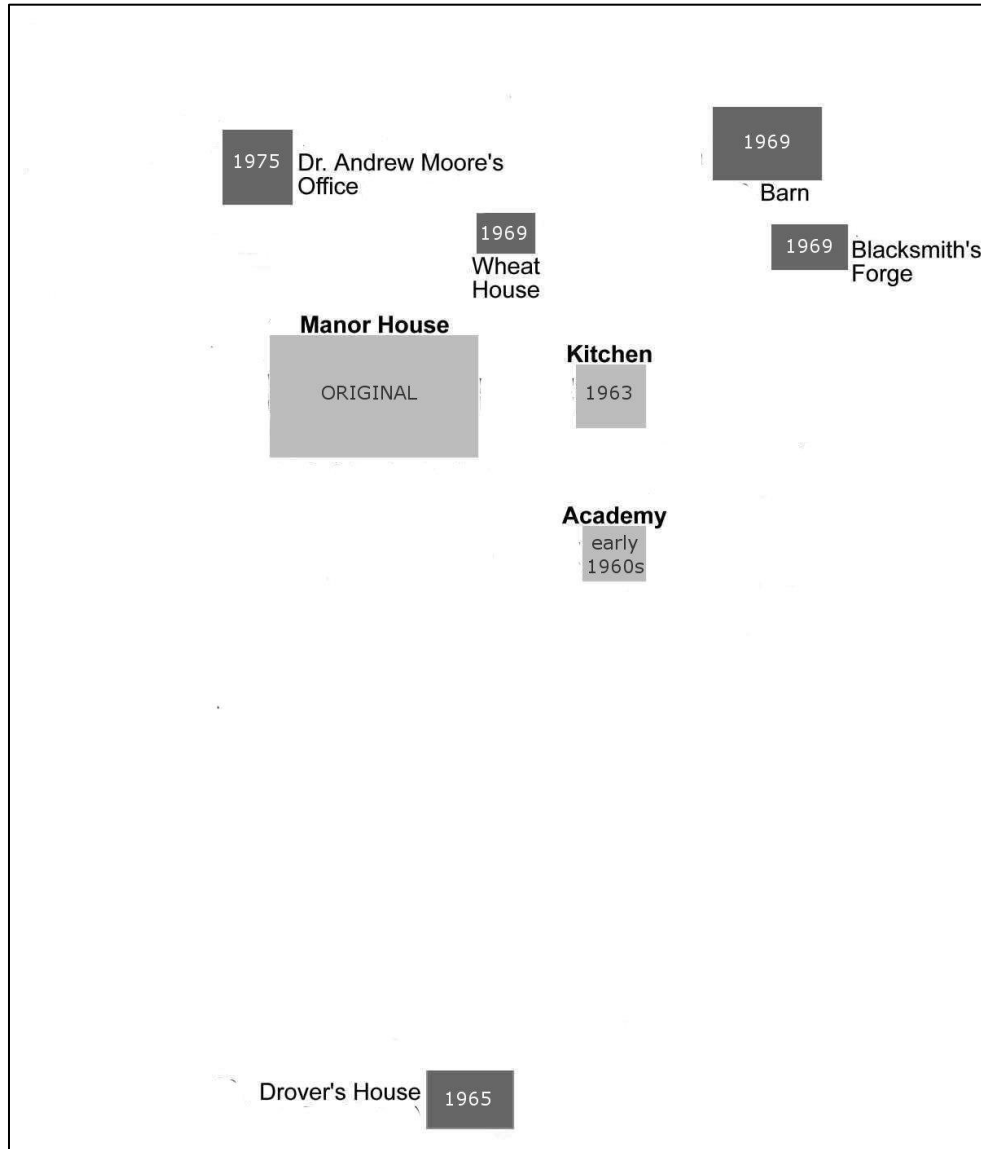 1975
Dr. Andrew Moore's
Office
1969
Barn
1969
Wheat
House
1969
Blacksmith's
Forge
Manor House
ORIGINAL
Kitchen
1963
Academy
early
1960s
Drover's House
1965